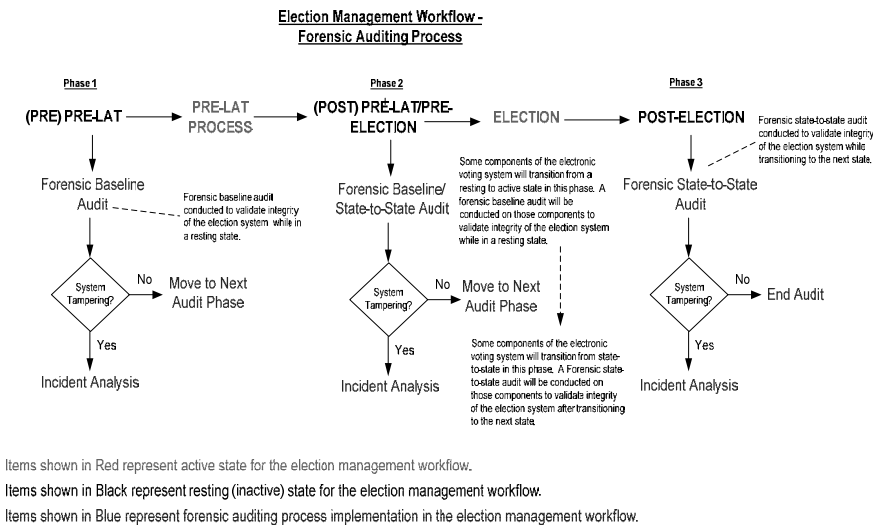 Election Management Workflow -
Forensic Auditing Process
Phase 1
Phase 2
Phase 3
(PRE) PRE-LAT
PRE-LAT
PROCESS
(POST) PRE-LAT/PRE-
ELECTION
ELECTION
POST-ELECTION
Forensic state-to-state audit
conducted to validate integrity
of the election system while
transitioning to the next state.
Forensic Baseline
Audit
Forensic baseline audit
conducted to validate integrity
of the election system while in
a resting state.
Forensic Baseline/
State-to-State Audit
Some components of the electronic
voting system will transition from a
resting to active state in this phase. A
forensic baseline audit will be
conducted on those components to
validate integrity of the election system
while in a resting state.
Forensic State-to-State
Audit
System
Tampering?
No
Move to Next
Audit Phase
Yes
Incident Analysis
System
Tampering?
No
Move to Next
Audit Phase
Yes
Incident Analysis
Some components of the electronic
voting system will transition from state-
to-state in this phase. A Forensic state-
to-state audit will be conducted on
those components to validate integrity
of the election system after transitioning
to the next state.
System
Tampering?
No
End Audit
Yes
Incident Analysis
Items shown in Red represent active state for the election management workflow.
Items shown in Black represent resting (inactive) state for the election management workflow.
Items shown in Blue represent forensic auditing process implementation in the election management workflow.